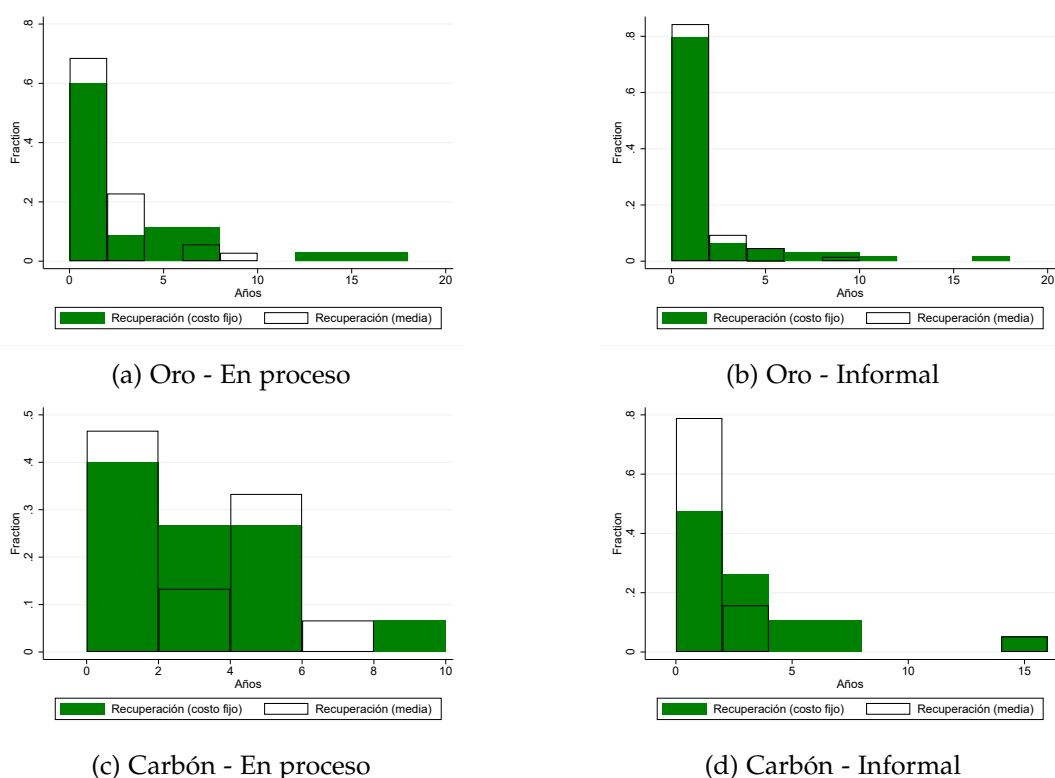 .8
.6
.4
.2
0
Fraction
0 5 10 15 20
Años
Recuperación (costo fijo) Recuperación (media)
(a) Oro - En proceso
.8
.6
.4
.2
0
Fraction
0 5 10 15 20
Años
Recuperación (costo fijo) Recuperación (media)
(b) Oro - Informal
.5
.4
.3
.2
.1
0
Fraction
0 2 4 6 8 10
Años
Recuperación (costo fijo) Recuperación (media)
(c) Carbón - En proceso
.8
.6
.4
.2
0
Fraction
0 5 10 15
Años
Recuperación (costo fijo) Recuperación (media)
(d) Carbón - Informal